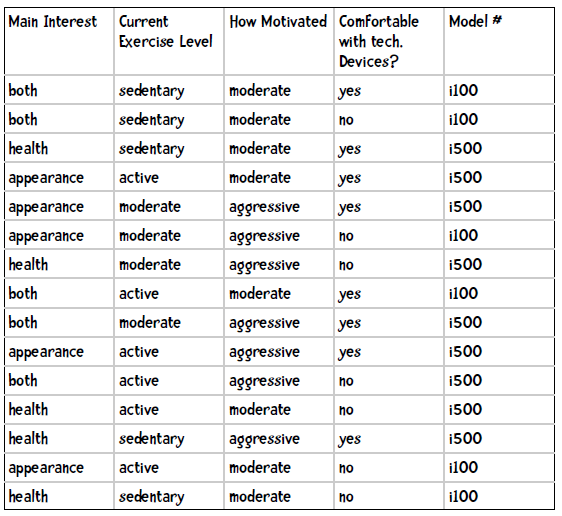 Main Interest Current Exercise Level How Motivated Comfortable with tech. Devices? Model #
both sedentary moderate yes i100
both sedentary moderate no i100
health sedentary moderate yes i500
appearance active moderate yes i500
appearance moderate aggressive yes i500
appearance moderate aggressive no i100
health moderate aggressive no i500
both active moderate yes i100
both moderate aggressive yes i500
appearance active aggressive yes i500
both active aggressive no i500
health active moderate no i500
health sedentary aggressive yes i500
appearance active moderate no i100
health sedentary moderate no i100